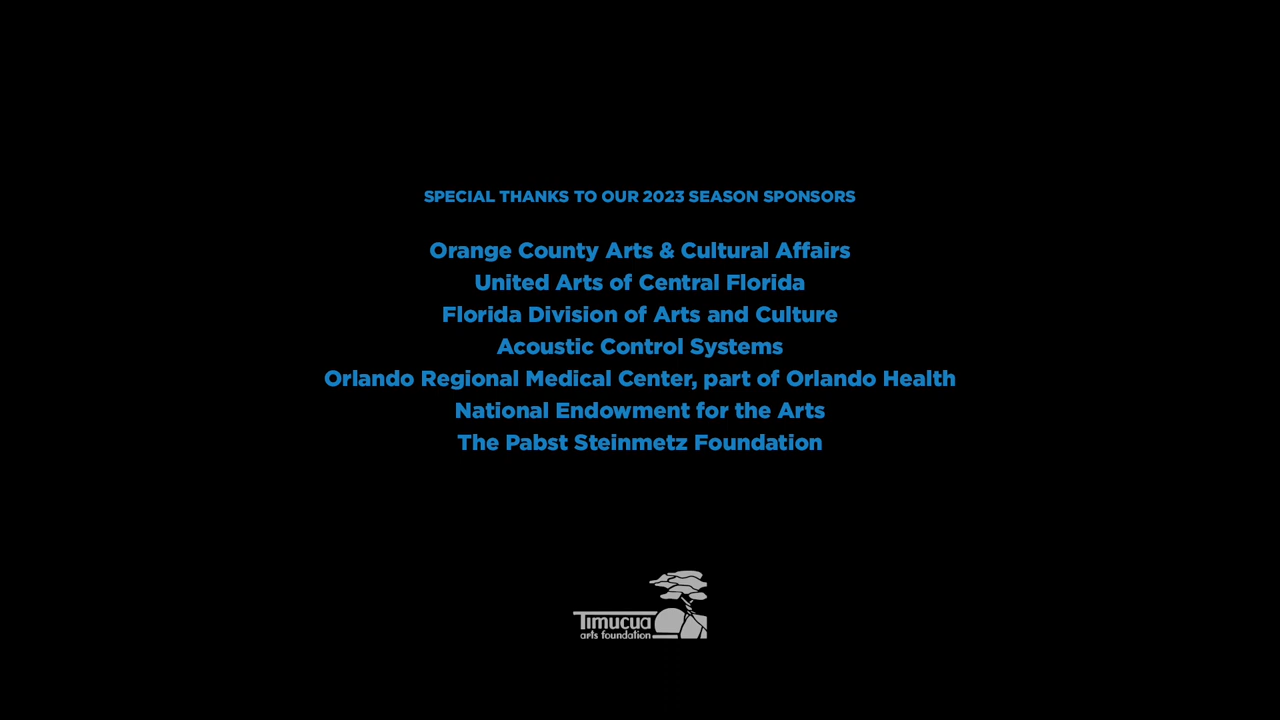 SPECIAL THANKS TO OUR 2023 SEASON SPONSORS
Orange County Arts & Cultural Affairs
United Arts of Central Florida
Florida Division of Arts and Culture
Acoustic Control Systems
Orlando Regional Medical Center, part of Orlando Health
National Endowment for the Arts
The Pabst Steinmetz Foundation
Timucua
arts foundation